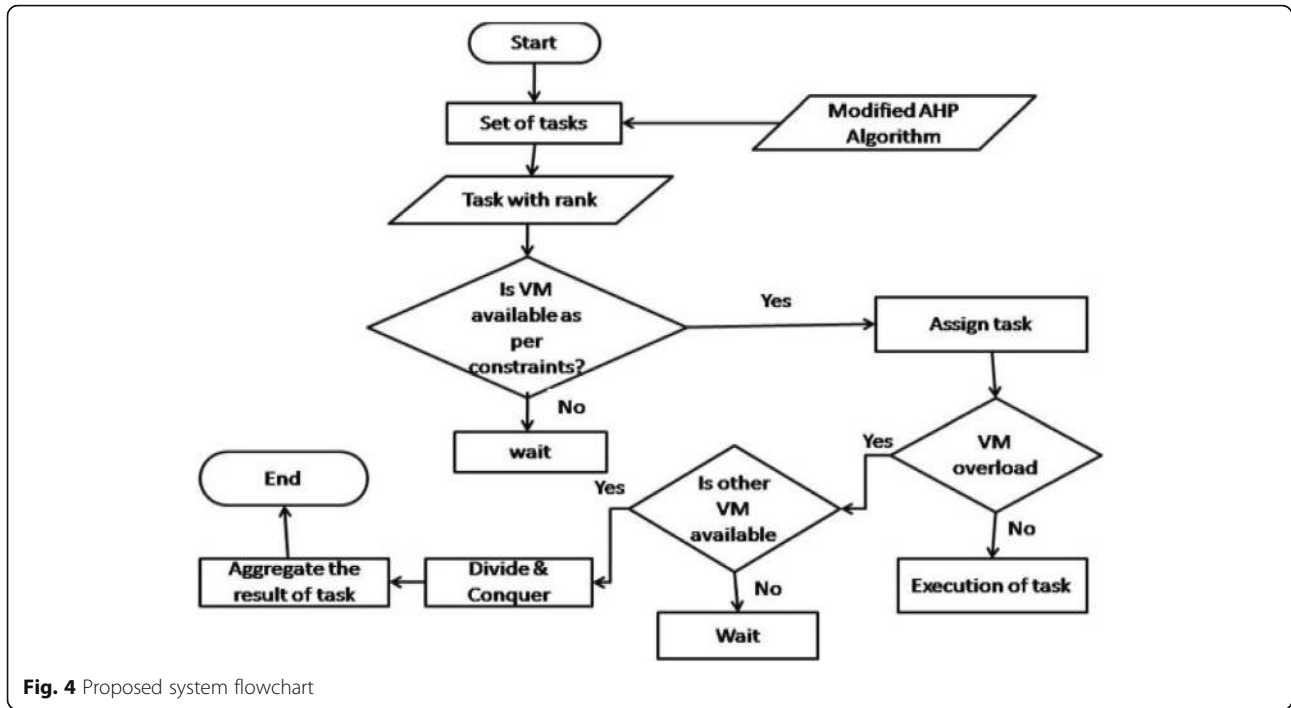 Start
Set of tasks
Modified AHP
Algorithm
Task with rank
Is VM
available as
per
constraints?
Yes
Assign task
No
wait
VM
overload
Yes
No
Execution of task
Is other
VM
available
Yes
No
Wait
Divide &
Conquer
Aggregate the
result of task
End
Fig. 4 Proposed system flowchart